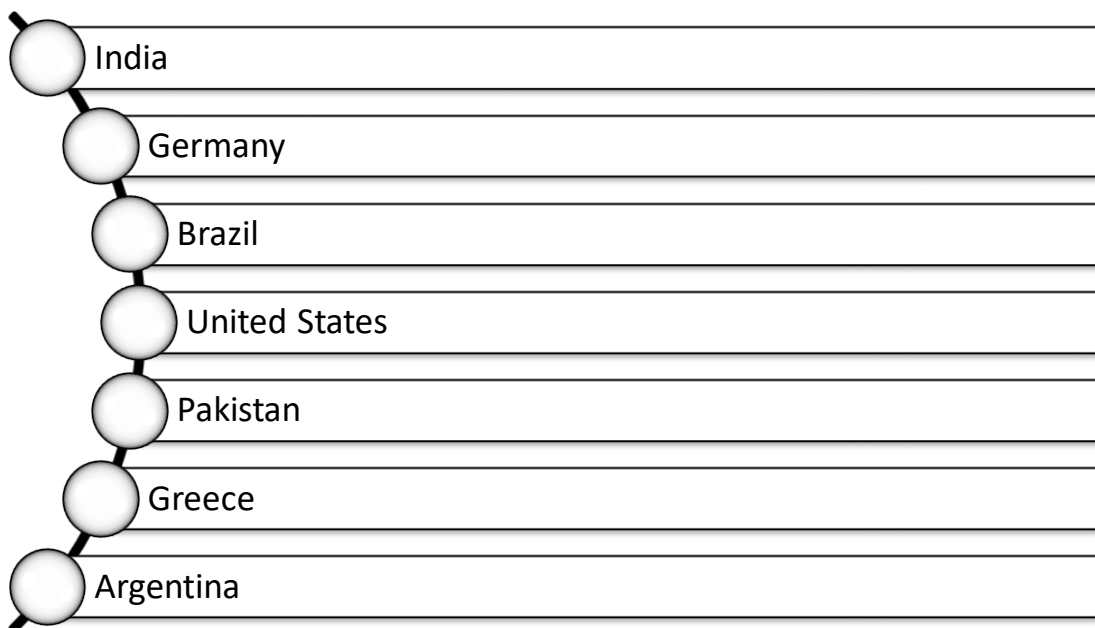 India
Germany
Brazil
United States
Pakistan
Greece
Argentina